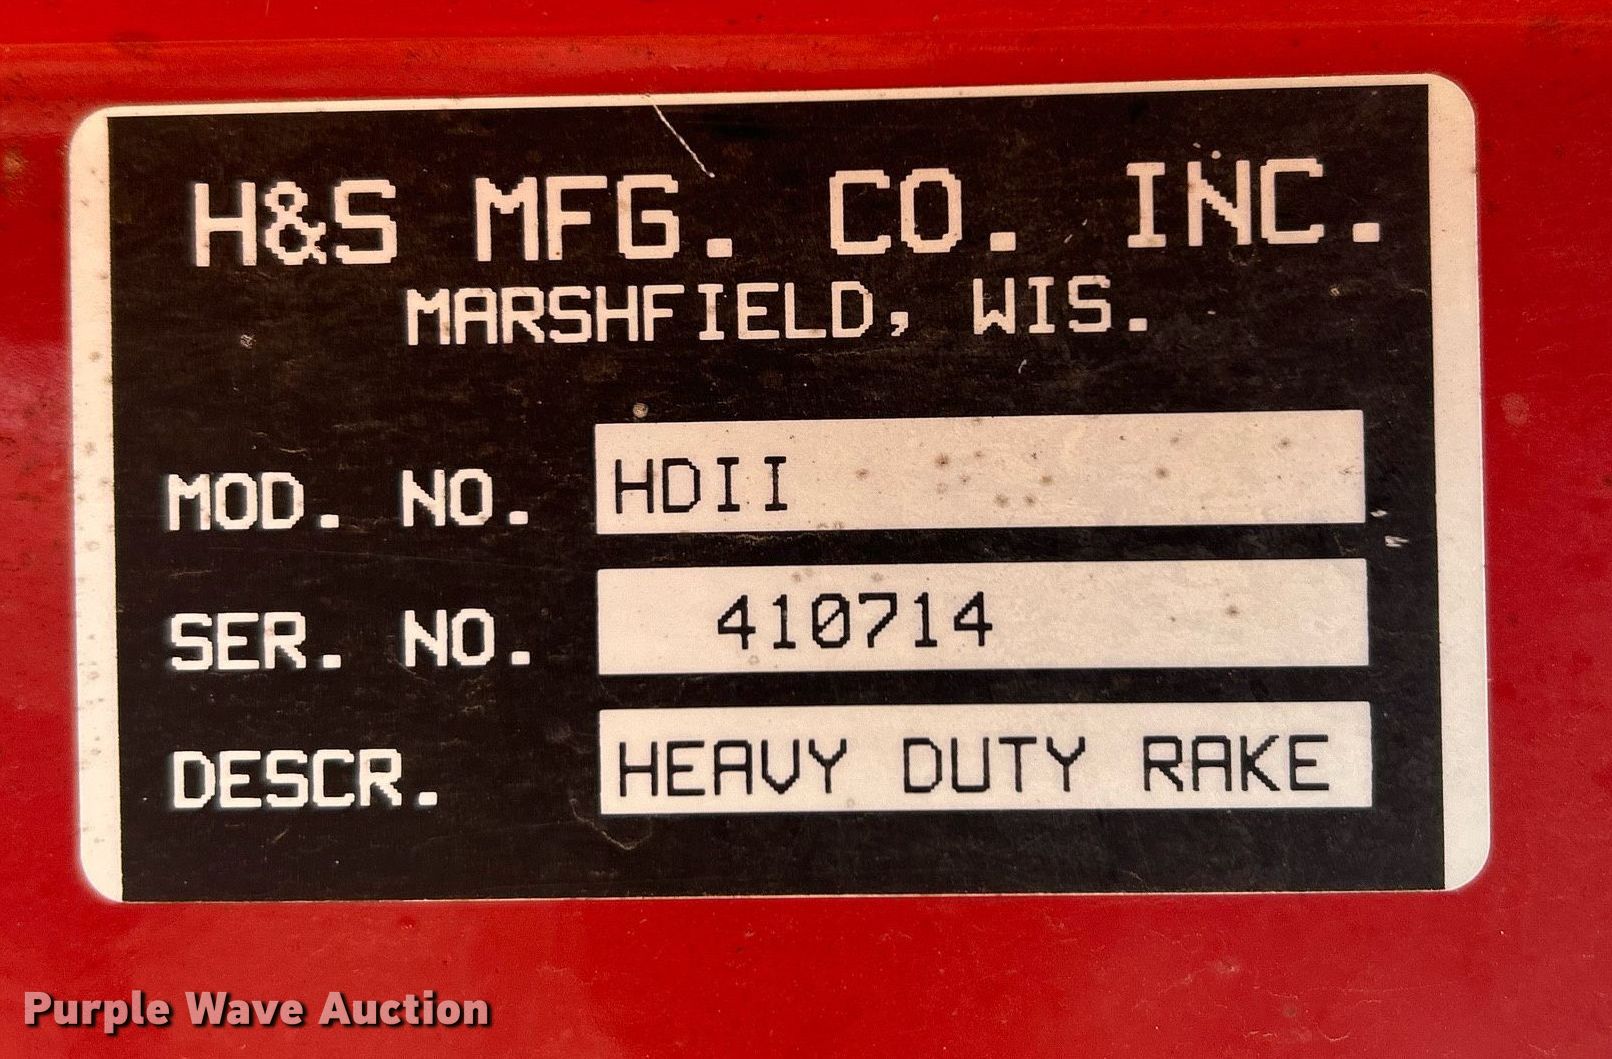 H&S MFG. CO. INC.
MARSHFIELD, WIS.
MOD. NO. HDII
SER. NO. 410714
DESCR. HEAVY DUTY RAKE
Purple Wave Auction